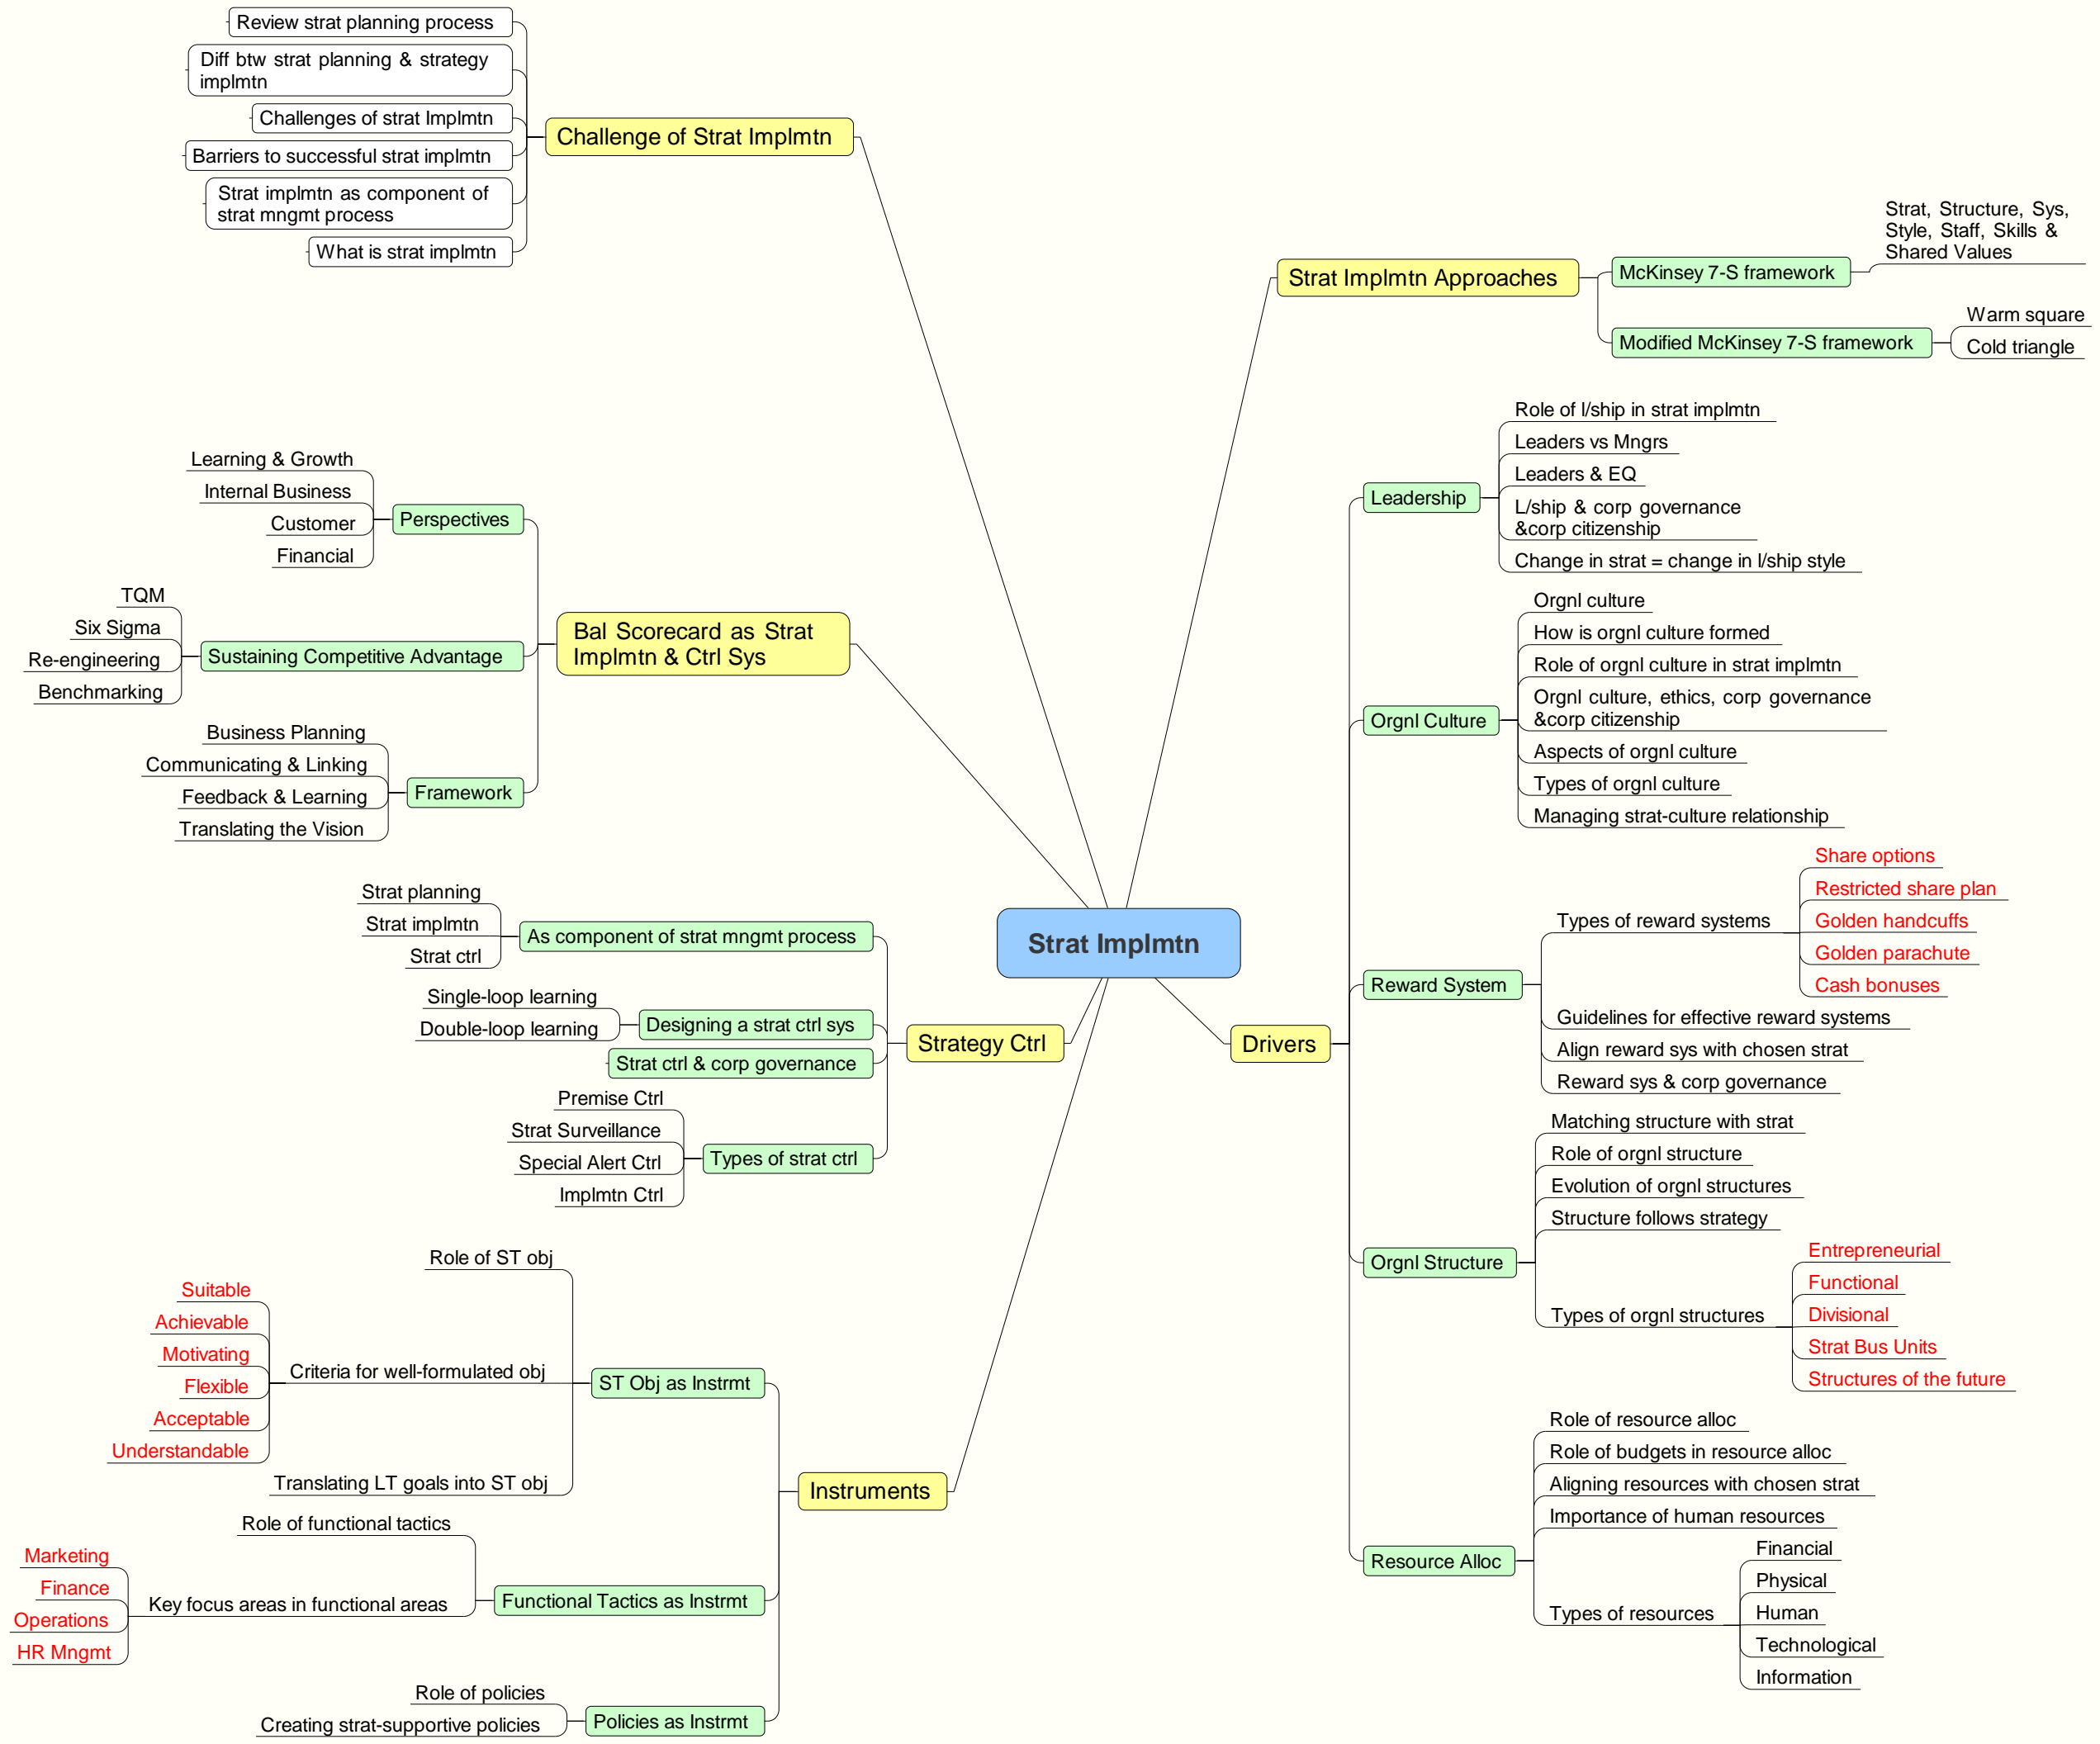 Strat Implmtn
Challenge of Strat Implmtn
Review strat planning process
Diff btw strat planning & strategy
implmtn
Challenges of strat Implmtn
Barriers to successful strat implmtn
Strat implmtn as component of
strat mngmt process
What is strat implmtn
Bal Scorecard as Strat
Implmtn & Ctrl Sys
Perspectives
Learning & Growth
Internal Business
Customer
Financial
Sustaining Competitive Advantage
TQM
Six Sigma
Re-engineering
Benchmarking
Framework
Business Planning
Communicating & Linking
Feedback & Learning
Translating the Vision
Strategy Ctrl
As component of strat mngmt process
Strat planning
Strat implmtn
Strat ctrl
Designing a strat ctrl sys
Single-loop learning
Double-loop learning
Strat ctrl & corp governance
Types of strat ctrl
Premise Ctrl
Strat Surveillance
Special Alert Ctrl
Implmtn Ctrl
Instruments
ST Obj as Instrmt
Role of ST obj
Criteria for well-formulated obj
Suitable
Achievable
Motivating
Flexible
Acceptable
Understandable
Translating LT goals into ST obj
Functional Tactics as Instrmt
Role of functional tactics
Key focus areas in functional areas
Marketing
Finance
Operations
HR Mngmt
Policies as Instrmt
Role of policies
Creating strat-supportive policies
Strat Implmtn Approaches
McKinsey 7-S framework
Strat, Structure, Sys,
Style, Staff, Skills &
Shared Values
Modified McKinsey 7-S framework
Warm square
Cold triangle
Drivers
Leadership
Role of l/ship in strat implmtn
Leaders vs Mngrs
Leaders & EQ
L/ship & corp governance
&corp citizenship
Change in strat = change in l/ship style
Orgnl Culture
Orgnl culture
How is orgnl culture formed
Role of orgnl culture in strat implmtn
Orgnl culture, ethics, corp governance
&corp citizenship
Aspects of orgnl culture
Types of orgnl culture
Managing strat-culture relationship
Reward System
Types of reward systems
Share options
Restricted share plan
Golden handcuffs
Golden parachute
Cash bonuses
Guidelines for effective reward systems
Align reward sys with chosen strat
Reward sys & corp governance
Orgnl Structure
Matching structure with strat
Role of orgnl structure
Evolution of orgnl structures
Structure follows strategy
Types of orgnl structures
Entrepreneurial
Functional
Divisional
Strat Bus Units
Structures of the future
Resource Alloc
Role of resource alloc
Role of budgets in resource alloc
Aligning resources with chosen strat
Importance of human resources
Types of resources
Financial
Physical
Human
Technological
Information